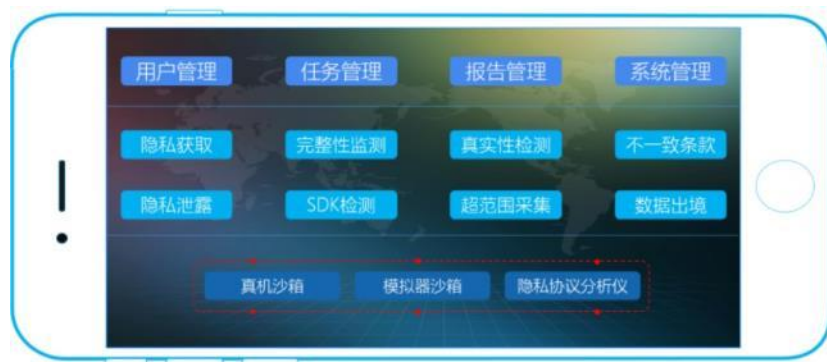 用户管理 任务管理 报告管理 系统管理
隐私获取 完整性监测 真实性检测 不一致条款
隐私泄露 SDK检测 超范围采集 数据出境
真机沙箱 模拟器沙箱 隐私协议分析仪